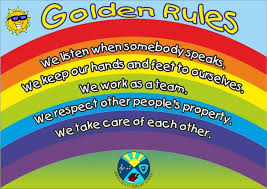 Golden Rules
We listen when somebody speaks.
We keep our hands and feet to ourselves.
We work as a team.
We respect other people's property.
We take care of each other.